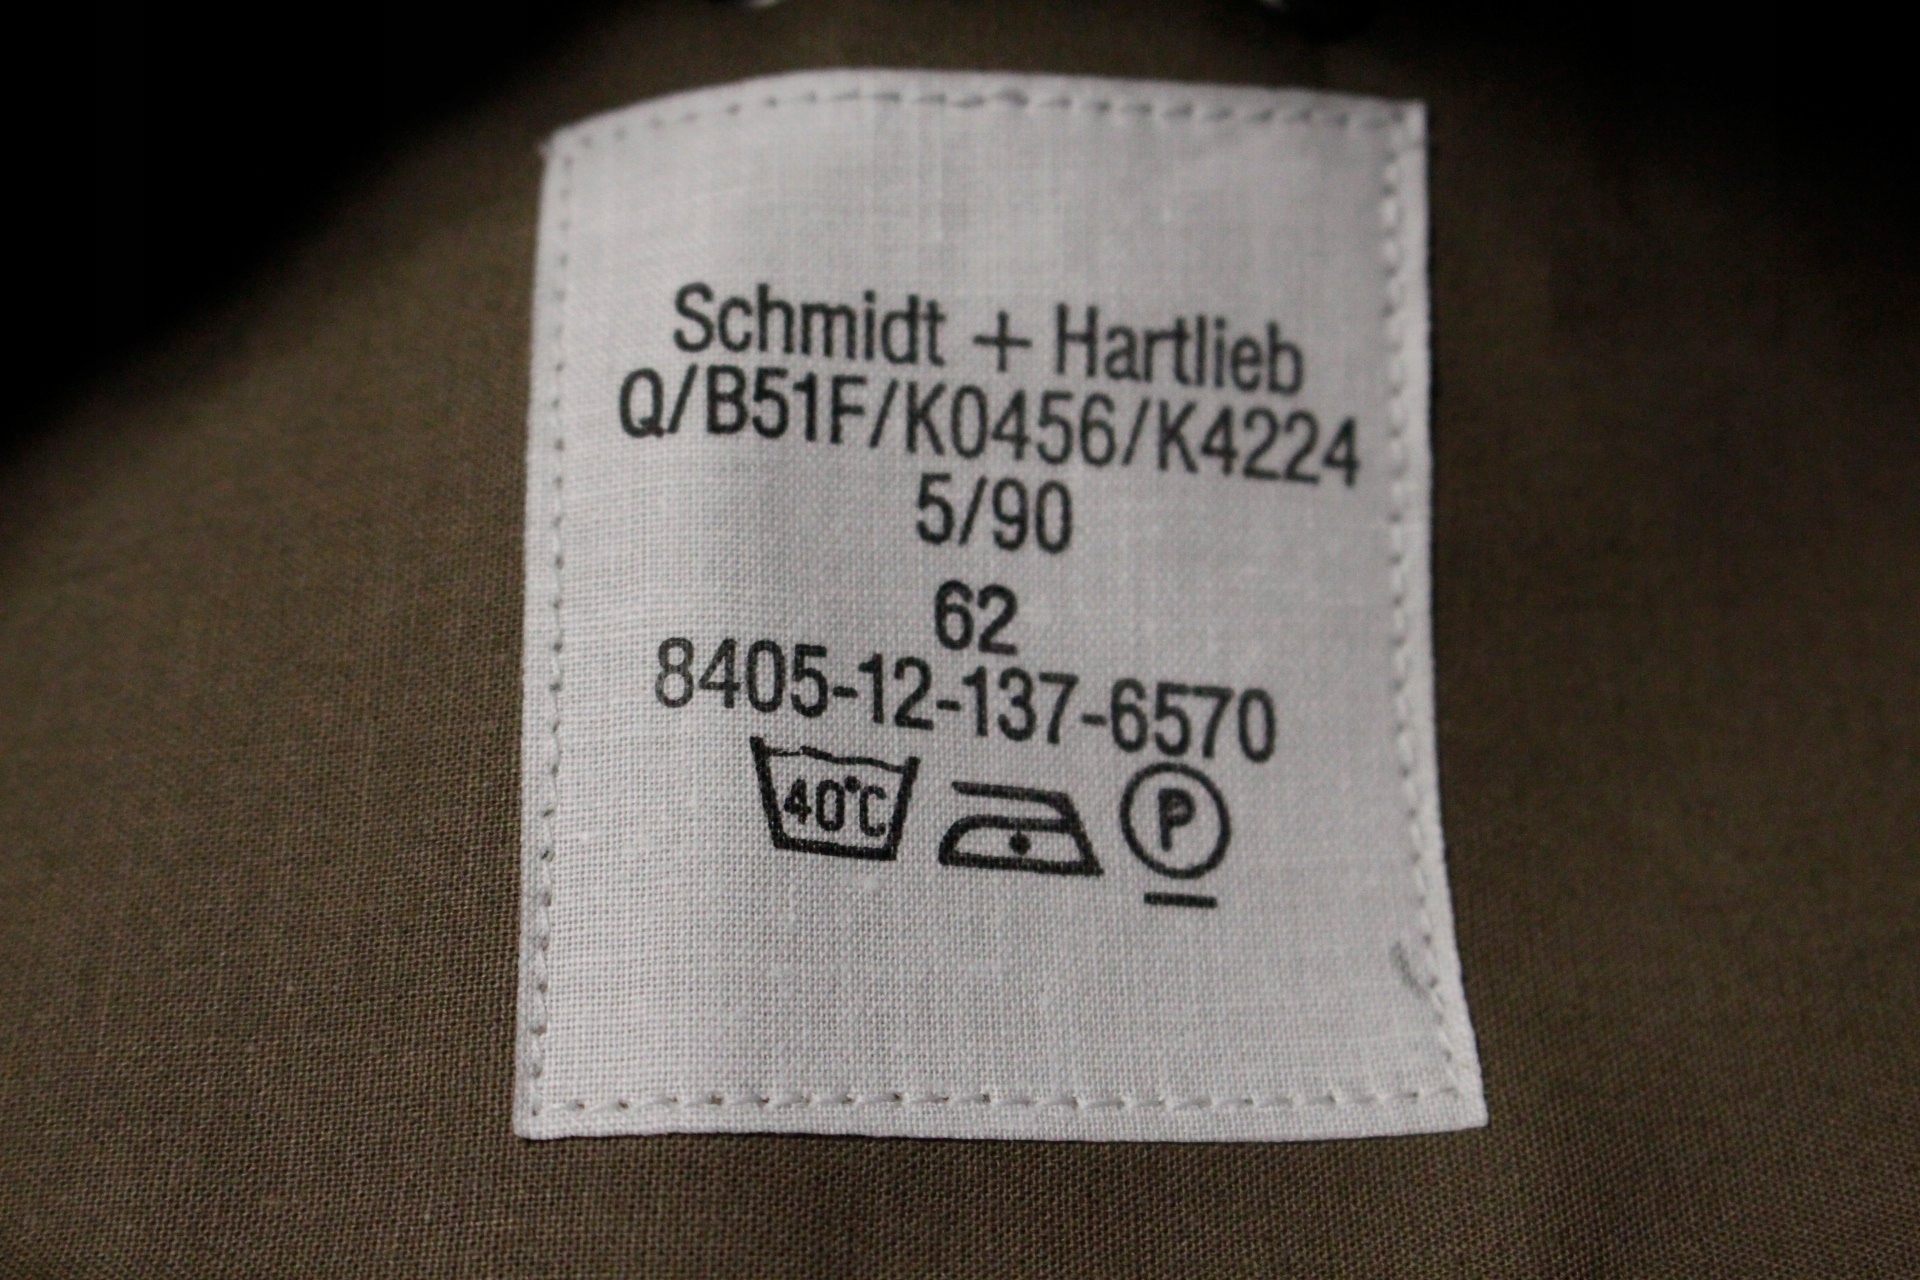 Schmidt + Hartlieb
Q/B51F/K0456/K4224
5/90
62
8405-12-137-6570
40°C P